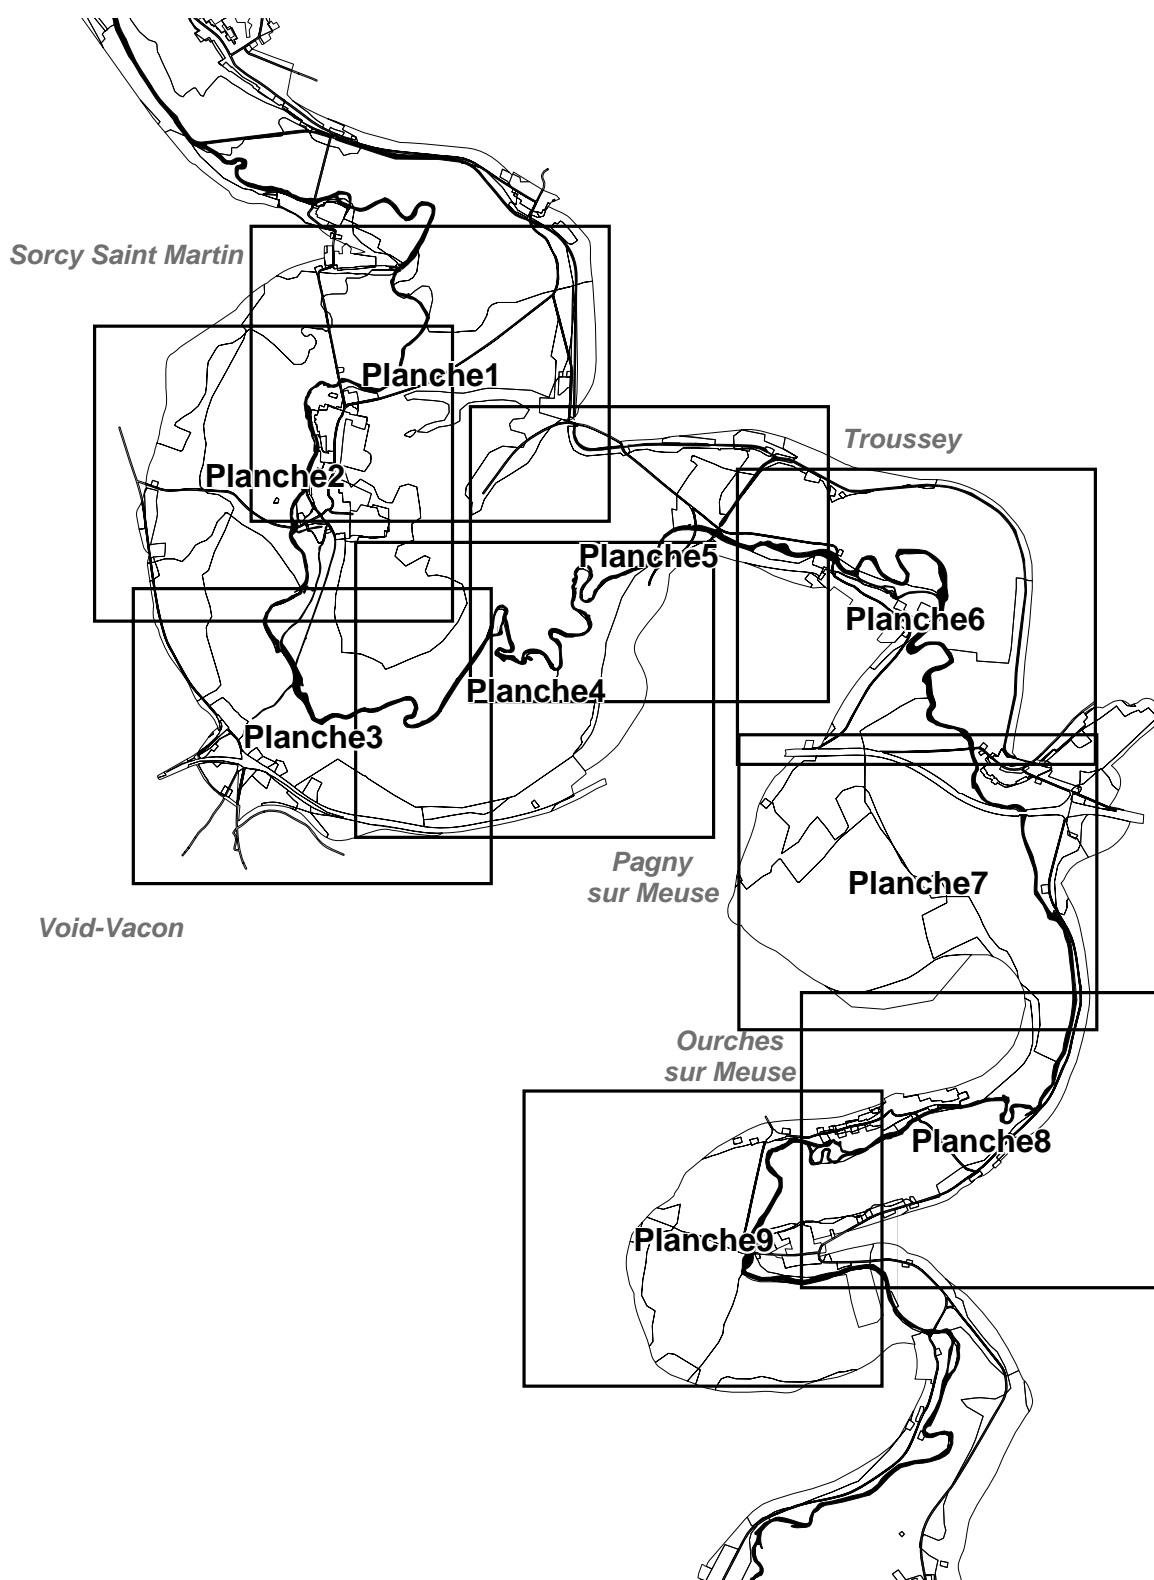 Sorcy Saint Martin
Planche1
Troussey
Planche2
Planche5
Planche6
Planche4
Planche3
Pagny
sur Meuse
Planche7
Void-Vacon
Ourches
sur Meuse
Planche8
Planche9